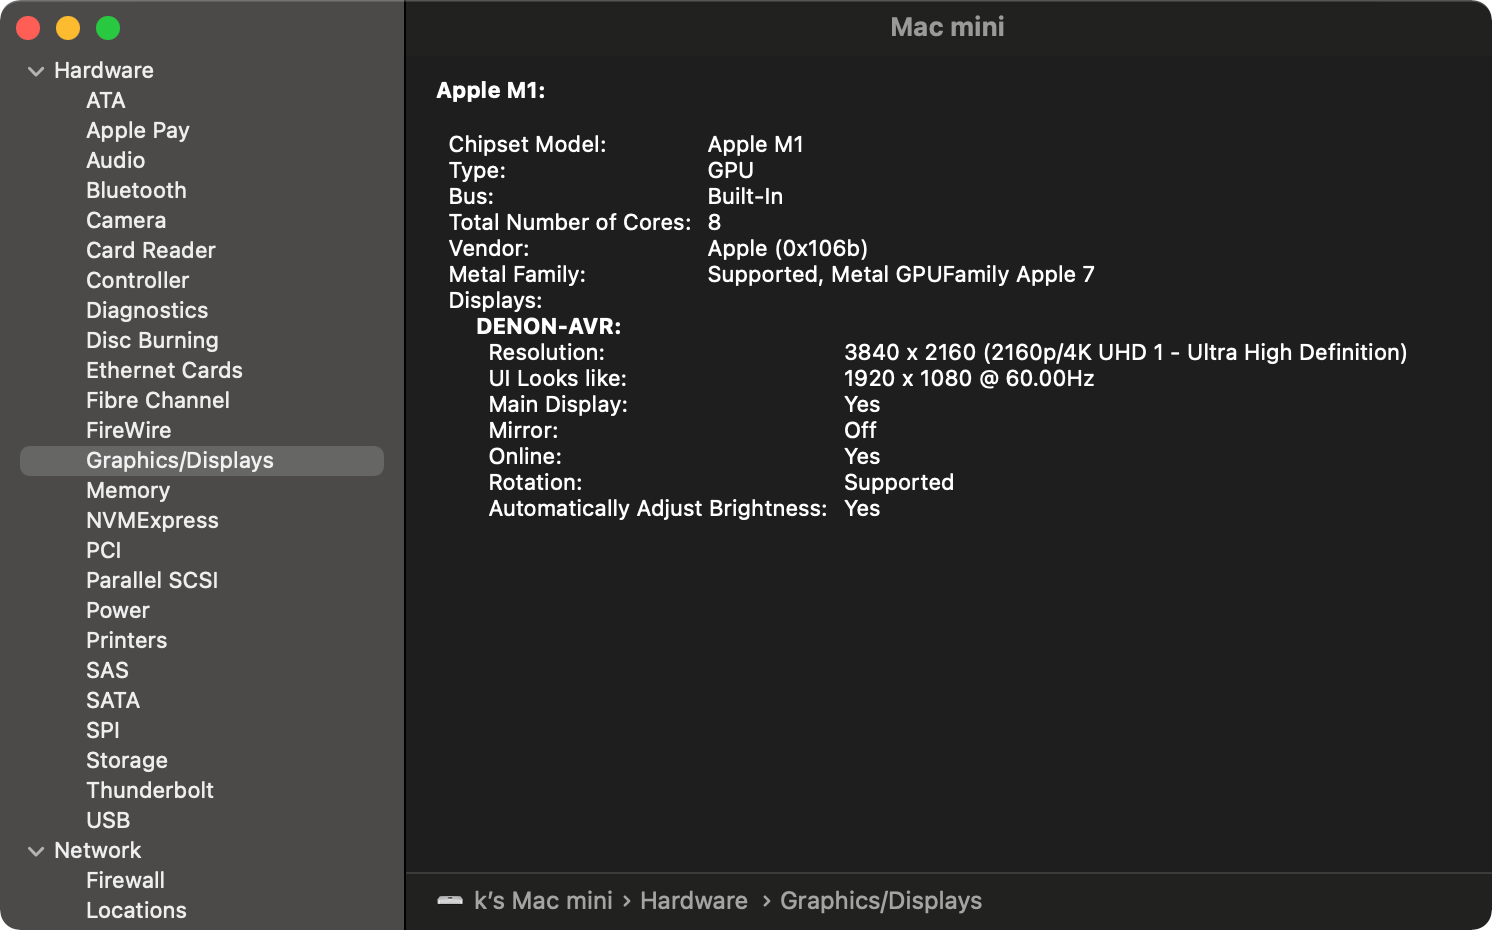 Mac mini
Hardware
ATA
Apple Pay
Audio
Bluetooth
Camera
Card Reader
Controller
Diagnostics
Disc Burning
Ethernet Cards
Fibre Channel
FireWire
Graphics/Displays
Memory
NVMExpress
PCI
Parallel SCSI
Power
Printers
SAS
SATA
SPI
Storage
Thunderbolt
USB
Network
Firewall
Locations
Apple M1:
Chipset Model: Apple M1
Type: GPU
Bus: Built-In
Total Number of Cores: 8
Vendor: Apple (0x106b)
Metal Family: Supported, Metal GPUFamily Apple 7
Displays:
DENON-AVR:
Resolution: 3840 x 2160 (2160p/4K UHD 1 - Ultra High Definition)
UI Looks like: 1920 x 1080 @ 60.00Hz
Main Display: Yes
Mirror: Off
Online: Yes
Rotation: Supported
Automatically Adjust Brightness: Yes
k’s Mac mini › Hardware › Graphics/Displays